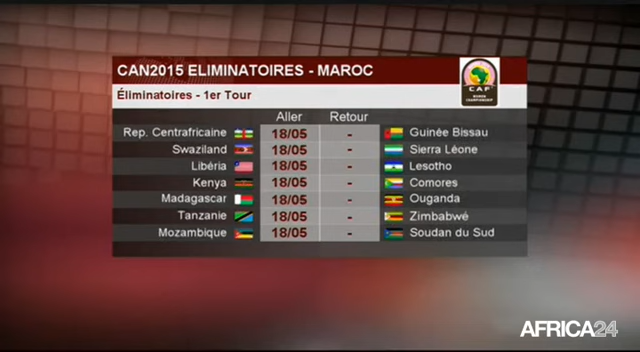 CAN2015 ELIMINATOIRES - MAROC
Éliminatoires - 1er Tour
CAF
Aller Retour
Rep. Centrafricaine 18/05 - Guinée Bissau
Swaziland 18/05 - Sierra Léone
Libéria 18/05 - Lesotho
Kenya 18/05 - Comores
Madagascar 18/05 - Ouganda
Tanzanie 18/05 - Zimbabwé
Mozambique 18/05 - Soudan du Sud
AFRICA24